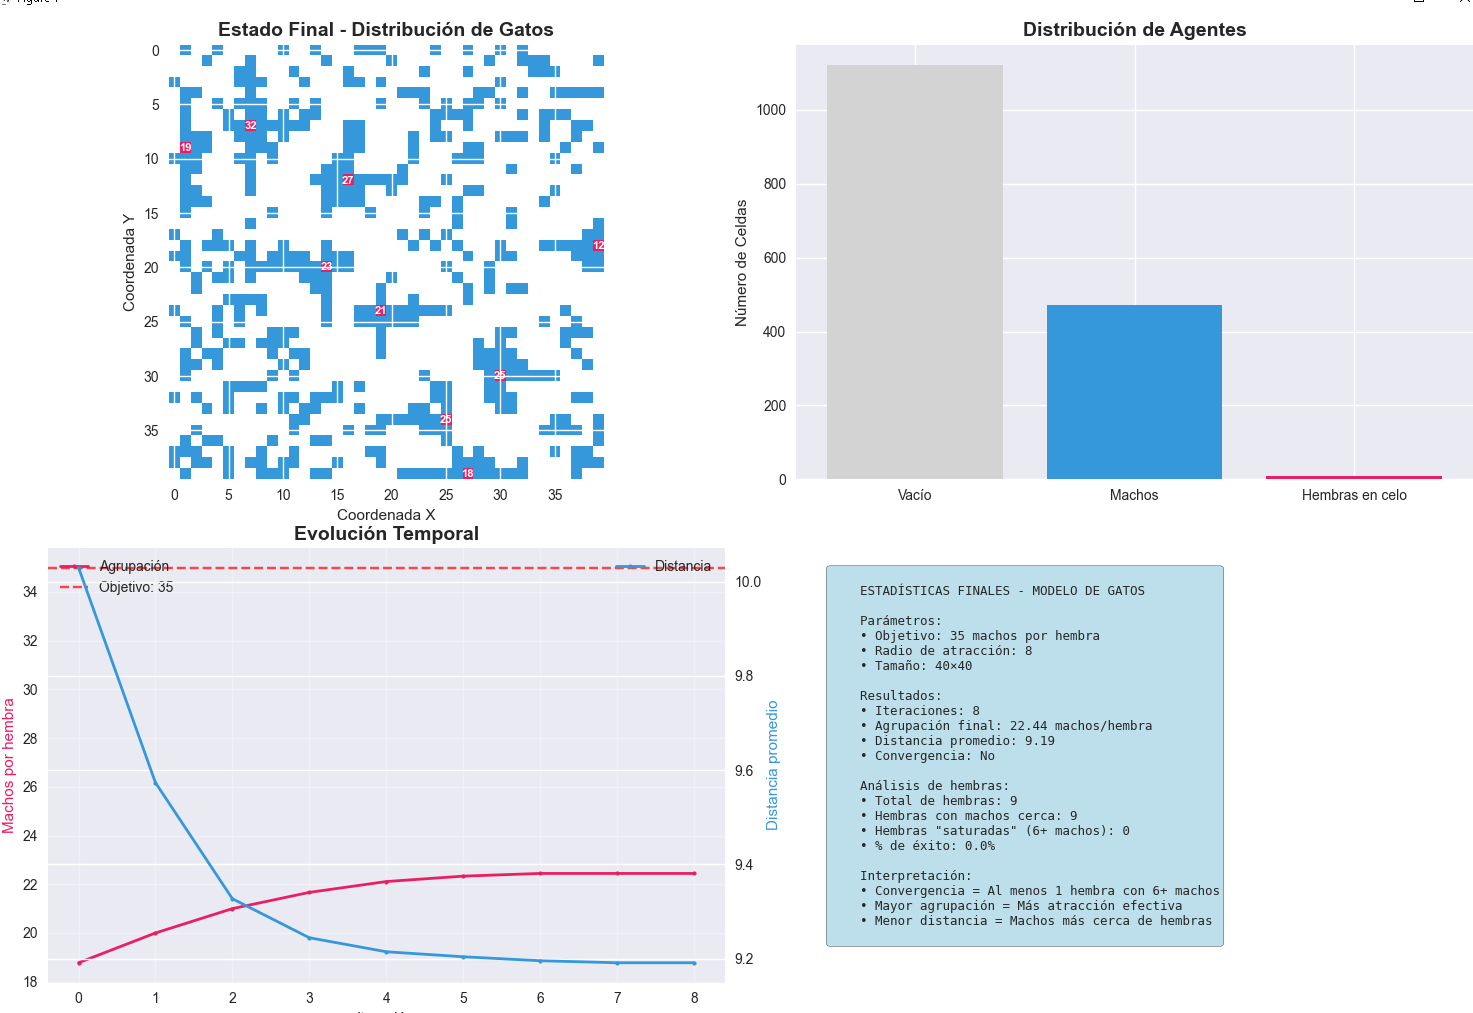 Estado Final - Distribución de Gatos
0
5
10
15
20
25
30
35
Coordenada Y
32
19
27
12
23
21
25
18
0 5 10 15 20 25 30 35
Coordenada X
Distribución de Agentes
1000
800
600
400
200
0
Número de Celdas
Vacío Machos Hembras en celo
Evolución Temporal
Agrupación
Objetivo: 35
Distancia
34
32
30
28
26
24
22
20
18
Machos por hembra
10.0
9.8
9.6
9.4
9.2
Distancia promedio
0 1 2 3 4 5 6 7 8
ESTADÍSTICAS FINALES - MODELO DE GATOS
Parámetros:
• Objetivo: 35 machos por hembra
• Radio de atracción: 8
• Tamaño: 40×40
Resultados:
• Iteraciones: 8
• Agrupación final: 22.44 machos/hembra
• Distancia promedio: 9.19
• Convergencia: No
Análisis de hembras:
• Total de hembras: 9
• Hembras con machos cerca: 9
• Hembras "saturadas" (6+ machos): 0
• % de éxito: 0.0%
Interpretación:
• Convergencia = Al menos 1 hembra con 6+ machos
• Mayor agrupación = Más atracción efectiva
• Menor distancia = Machos más cerca de hembras